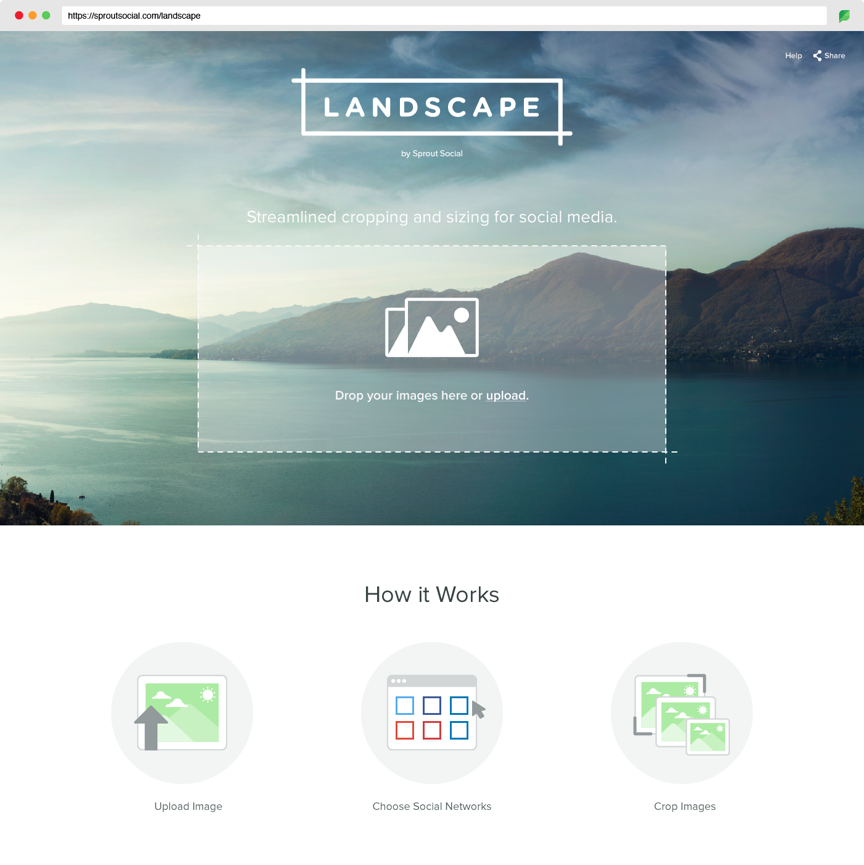 https://sproutsocial.com/landscape
Help Share
LANDSCAPE
by Sprout Social
Streamlined cropping and sizing for social media.
Drop your images here or upload.
How it Works
Upload Image
Choose Social Networks
Crop Images